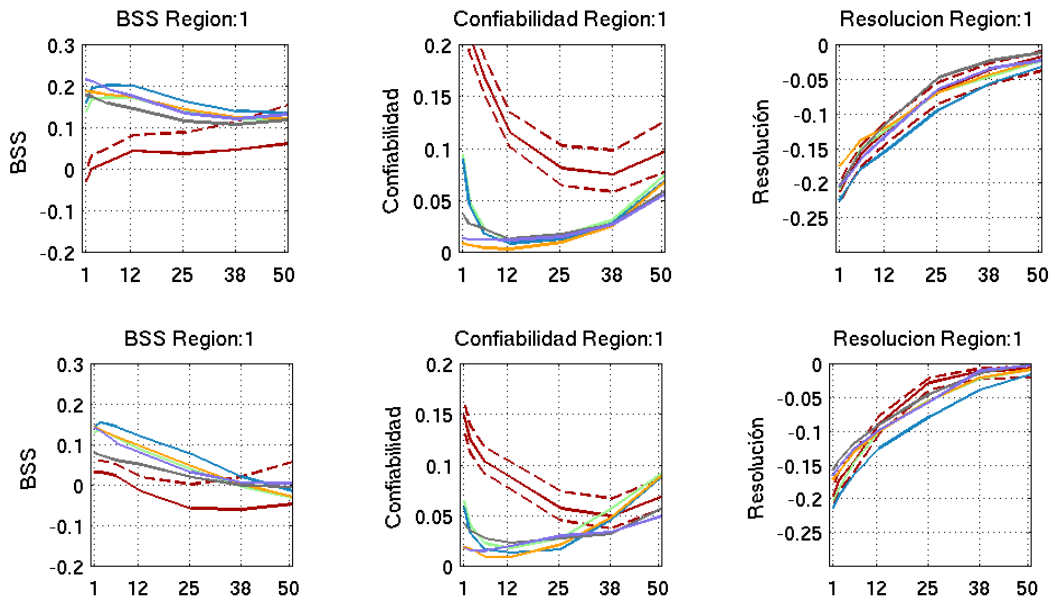 BSS Region:1
0.3
0.2
0.1
0
-0.1
-0.2
BSS
1 12 25 38 50
Confiabilidad Region:1
0.2
0.15
0.1
0.05
0
Confiabilidad
1 12 25 38 50
Resolucion Region:1
0
-0.05
-0.1
-0.15
-0.2
-0.25
Resolución
1 12 25 38 50
BSS Region:1
0.3
0.2
0.1
0
-0.1
-0.2
BSS
1 12 25 38 50
Confiabilidad Region:1
0.2
0.15
0.1
0.05
0
Confiabilidad
1 12 25 38 50
Resolucion Region:1
0
-0.05
-0.1
-0.15
-0.2
-0.25
Resolución
1 12 25 38 50